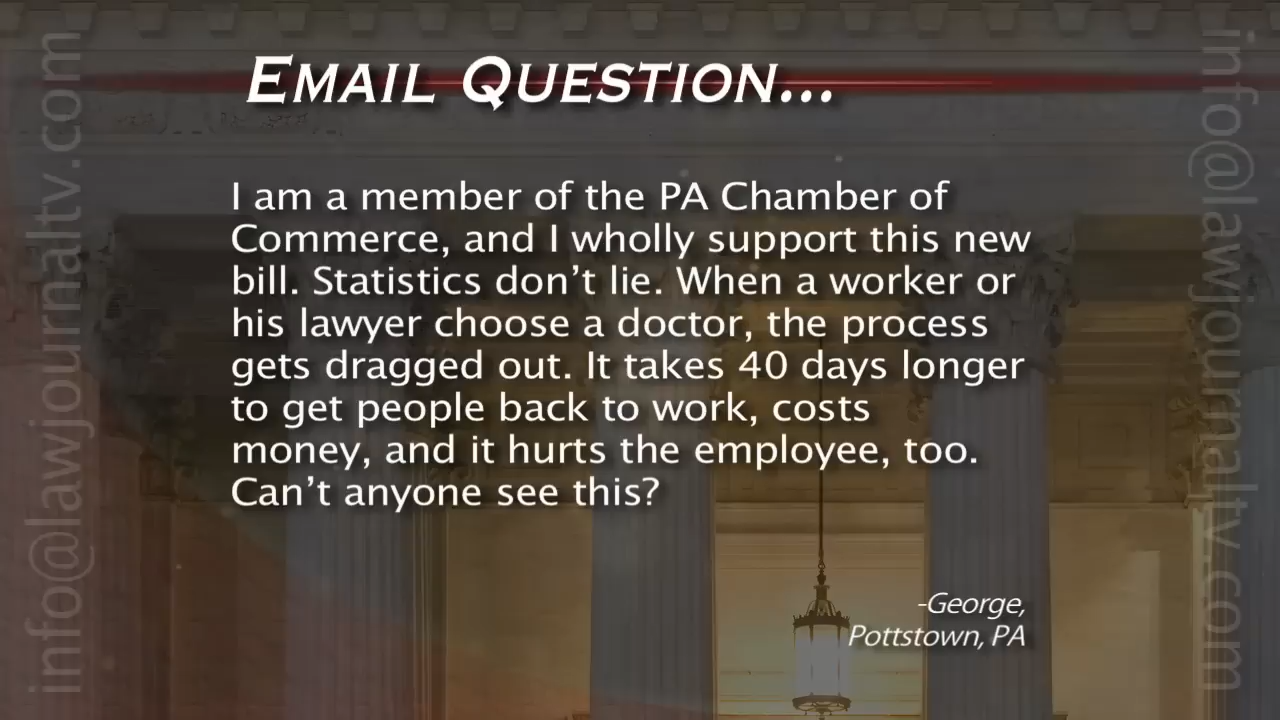 EMAIL QUESTION...
I am a member of the PA Chamber of
Commerce, and I wholly support this new
bill. Statistics don’t lie. When a worker or
his lawyer choose a doctor, the process
gets dragged out. It takes 40 days longer
to get people back to work, costs
money, and it hurts the employee, too.
Can’t anyone see this?
-George,
Pottstown, PA
info@lawjournaltv.com
info@lawjournaltv.com